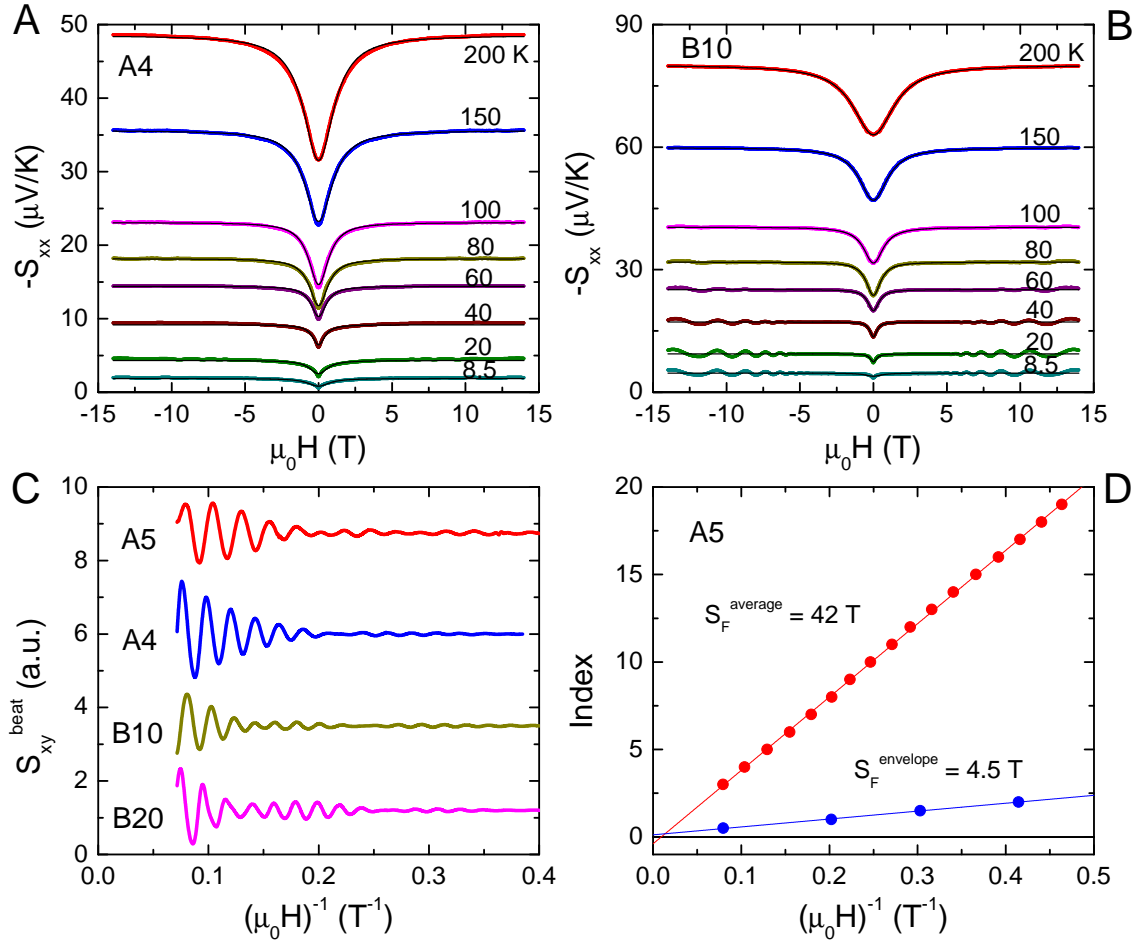 A
A4
50
40
30
20
10
0
200 K
150
100
80
60
40
20
8.5
-S_xx (μV/K)
-15 -10 -5 0 5 10 15
μ₀H (T)
B
B10
90
60
30
0
200 K
150
100
80
60
40
20
8.5
-S_xx (μV/K)
-15 -10 -5 0 5 10 15
μ₀H (T)
C
10
8
6
4
2
0
A5
A4
B10
B20
S_xy^beat (a.u.)
0.0 0.1 0.2 0.3 0.4
(μ₀H)⁻¹ (T⁻¹)
D
A5
20
15
10
5
0
S_F^average = 42 T
S_F^envelope = 4.5 T
Index
0.0 0.1 0.2 0.3 0.4 0.5
(μ₀H)⁻¹ (T⁻¹)